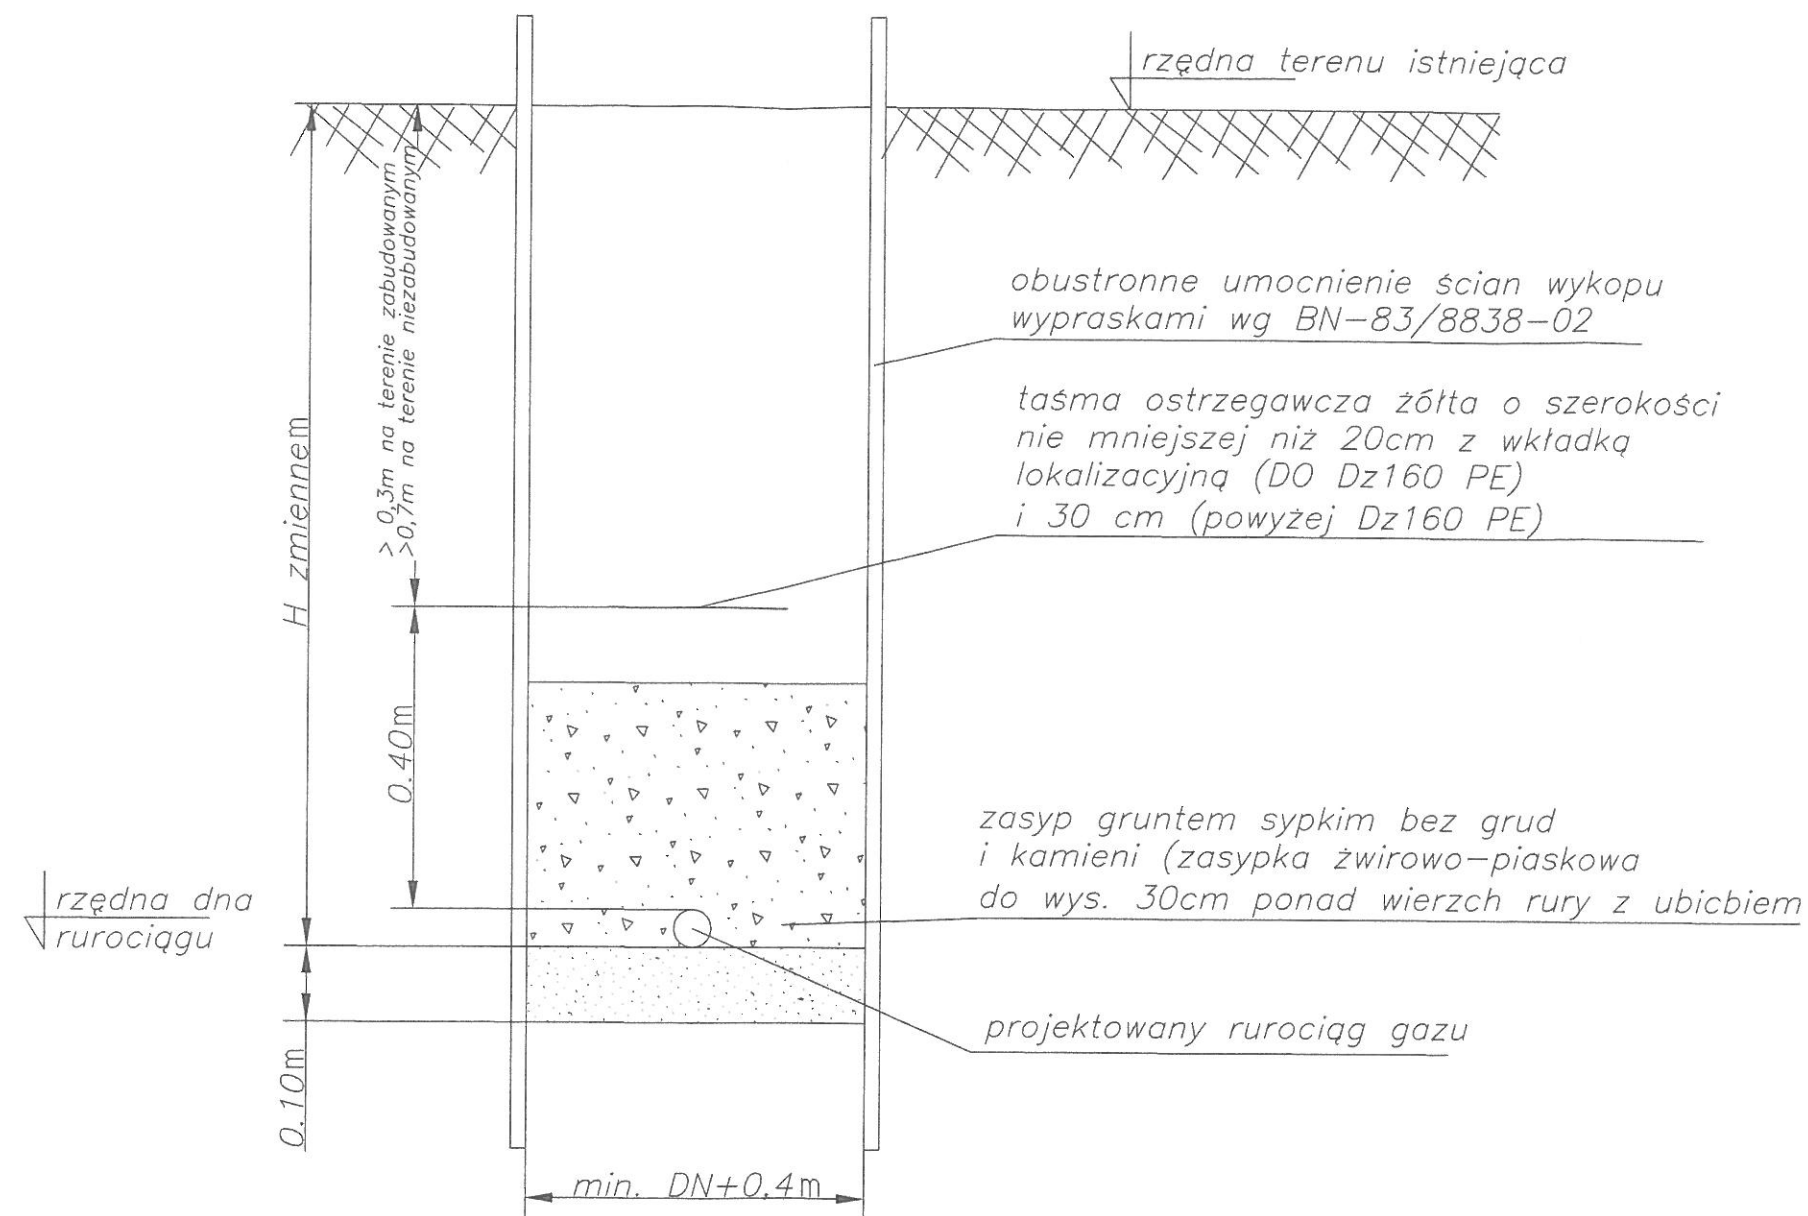 rzędna terenu istniejąca
> 0,3m na terenie zabudowanym
>0,7m na terenie niezabudowanym
H zmiennem
obustronne umocnienie ścian wykopu
wypraskami wg BN-83/8838-02
taśma ostrzegawcza żółta o szerokości
nie mniejszej niż 20cm z wkładką
lokalizacyjną (DO Dz160 PE)
i 30 cm (powyżej Dz160 PE)
0.40m
zasyp gruntem sypkim bez grud
i kamieni (zasypka żwirowo-piaskowa
do wys. 30cm ponad wierzch rury z ubicbiem
rzędna dna
rurociągu
projektowany rurociąg gazu
0.10m
min. DN+0.4m